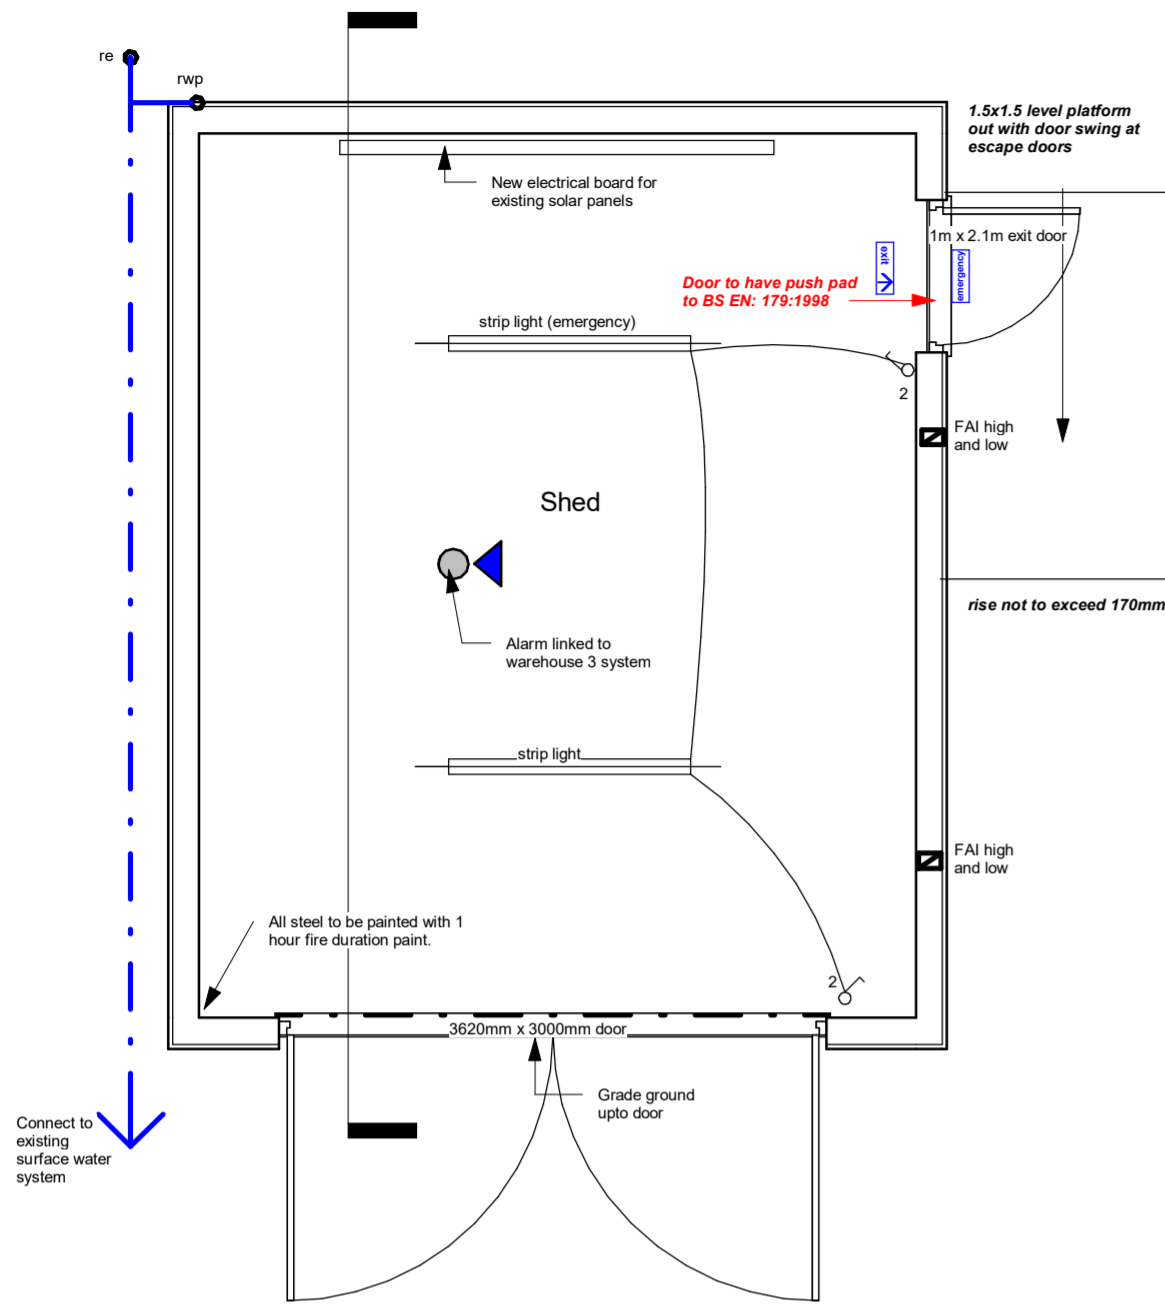 re
rwp
1.5x1.5 level platform
out with door swing at
escape doors
New electrical board for
existing solar panels
1m x 2.1m exit door
exit
emergency
Door to have push pad
to BS EN: 179:1998
strip light (emergency)
2
FAI high
and low
Shed
rise not to exceed 170mm
Alarm linked to
warehouse 3 system
strip light
FAI high
and low
All steel to be painted with 1
hour fire duration paint.
2
3620mm x 3000mm door
Grade ground
upto door
Connect to
existing
surface water
system